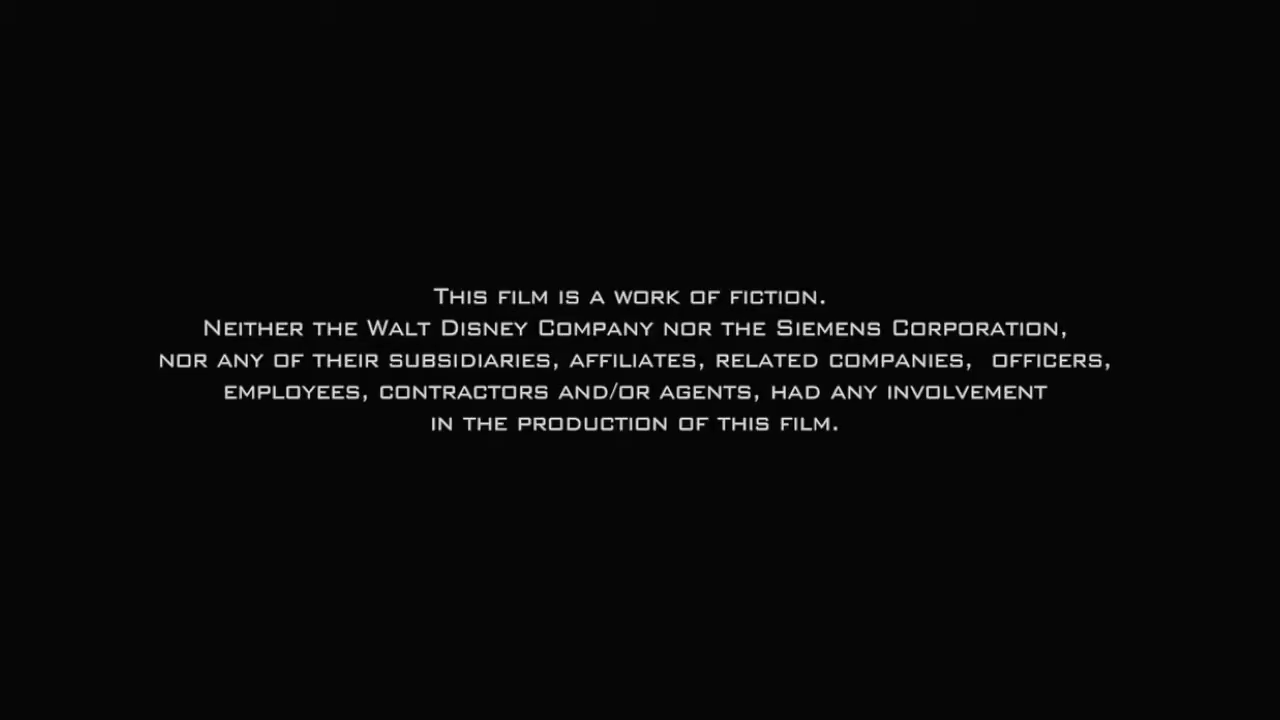 This film is a work of fiction.
Neither the Walt Disney Company nor the Siemens Corporation,
nor any of their subsidiaries, affiliates, related companies,  officers,
employees, contractors and/or agents, had any involvement
in the production of this film.